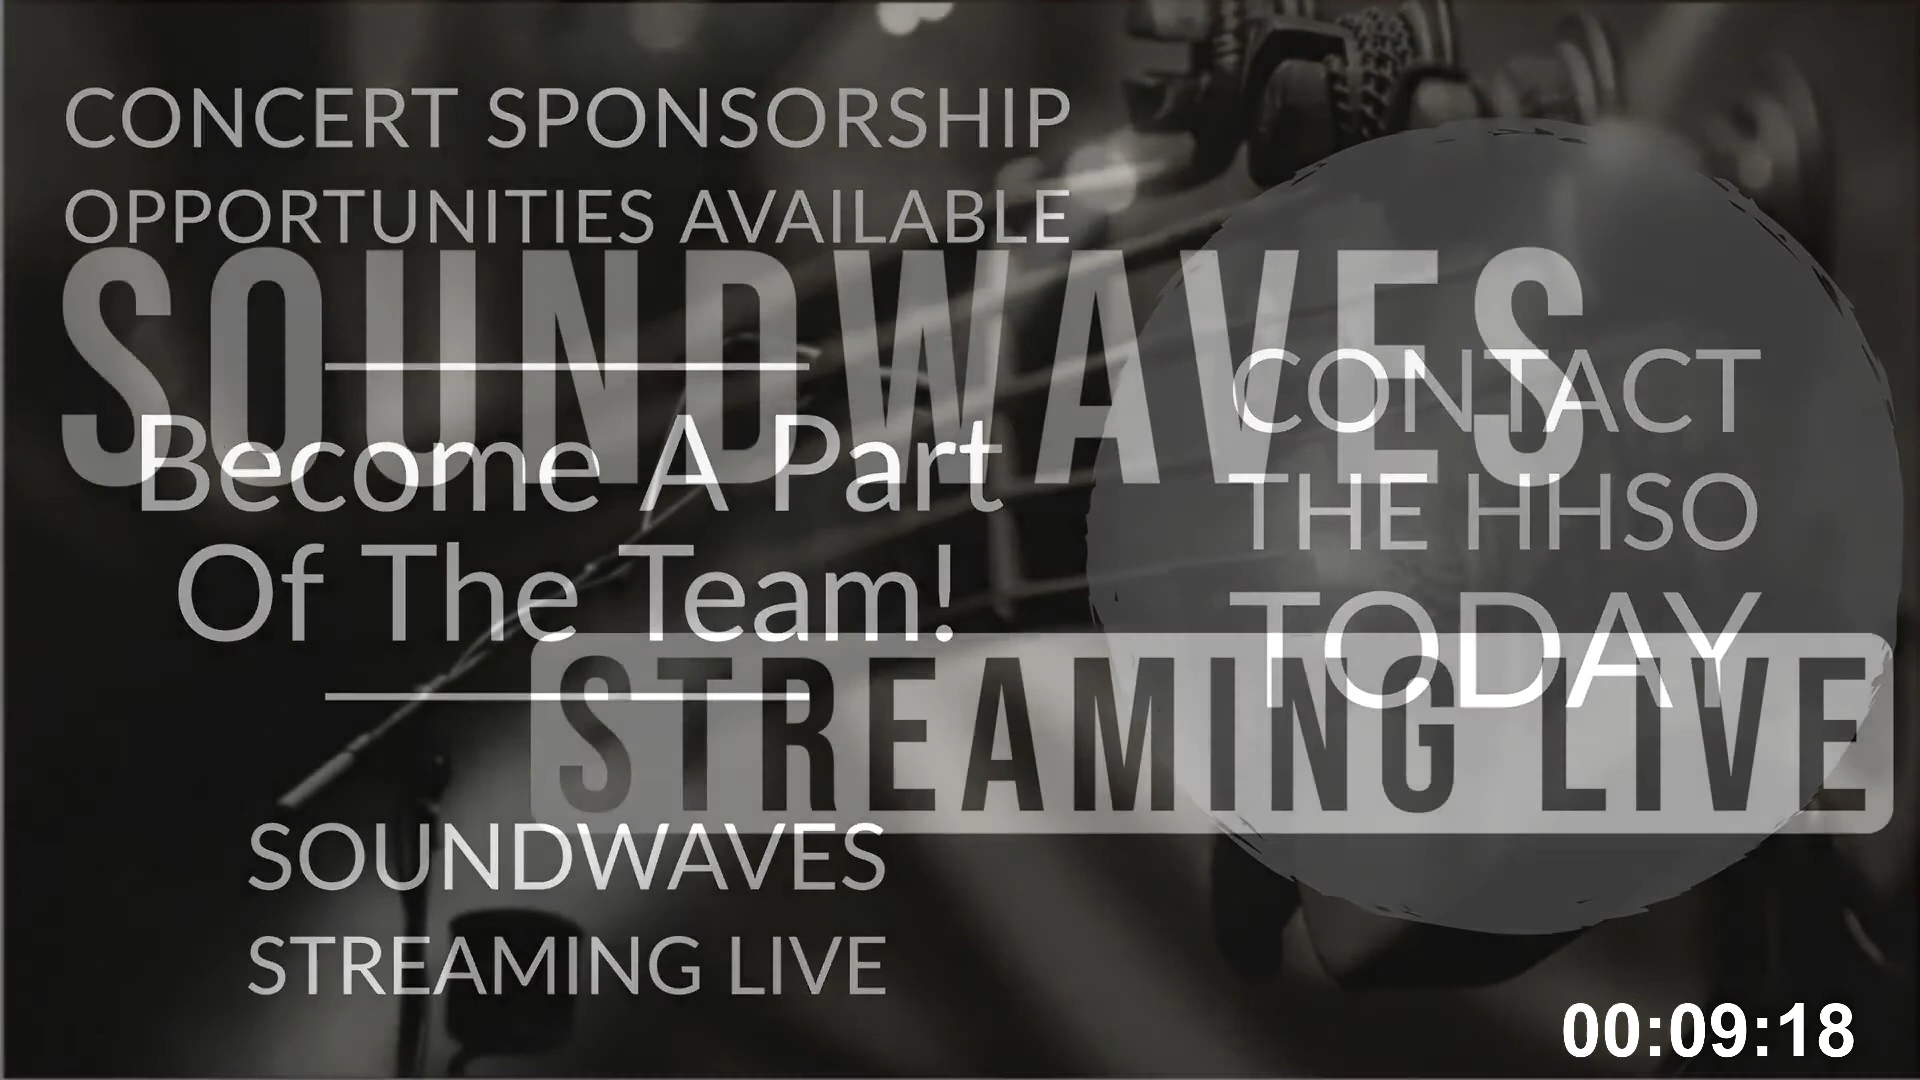 CONCERT SPONSORSHIP
OPPORTUNITIES AVAILABLE
SOUNDWAVES
Become A Part
Of The Team!
CONTACT
THE HHSO
TODAY
STREAMING LIVE
SOUNDWAVES
STREAMING LIVE
00:09:18